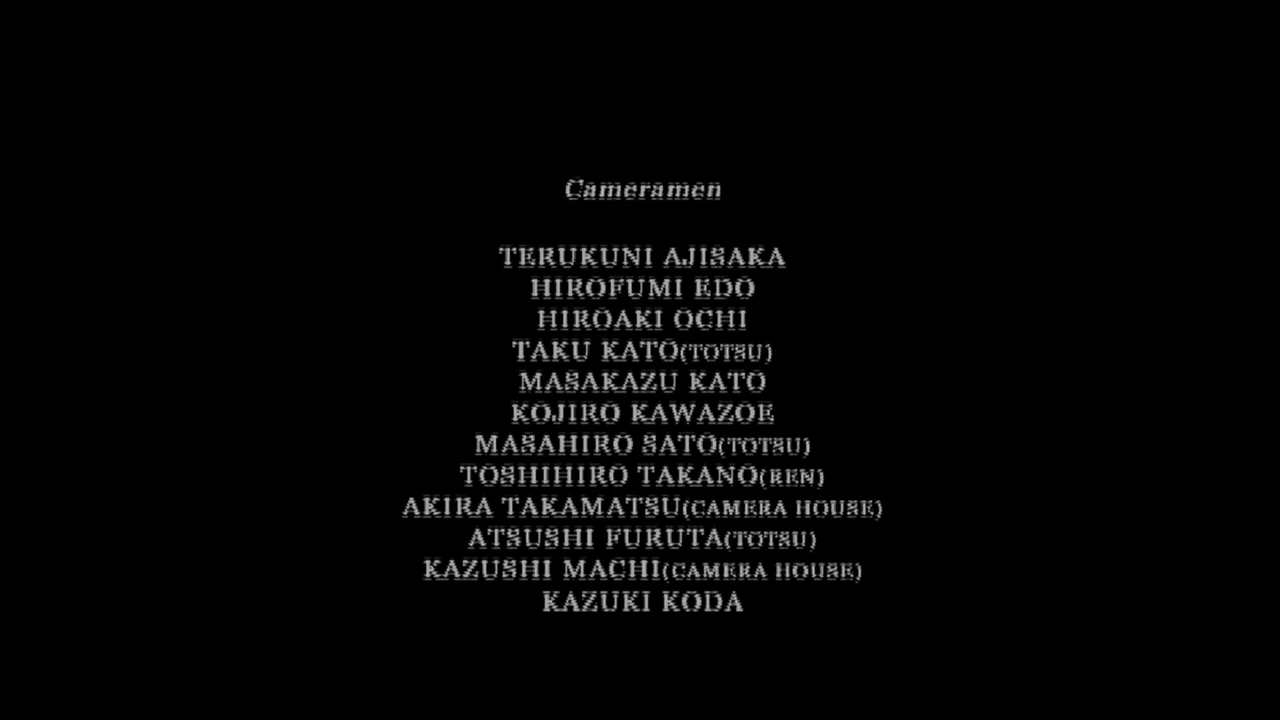 Cameramen
TERUKUNI AJISAKA
HIROFUMI EDO
HIROAKI OCHI
TAKU KATO(TOTSU)
MASAKAZU KATO
KOJIRO KAWAZOE
MASAHIRO SATO(TOTSU)
TOSHIHIRO TAKANO(REN)
AKIRA TAKAMATSU(CAMERA HOUSE)
ATSUSHI FURUTA(TOTSU)
KAZUSHI MACHI(CAMERA HOUSE)
KAZUKI KODA